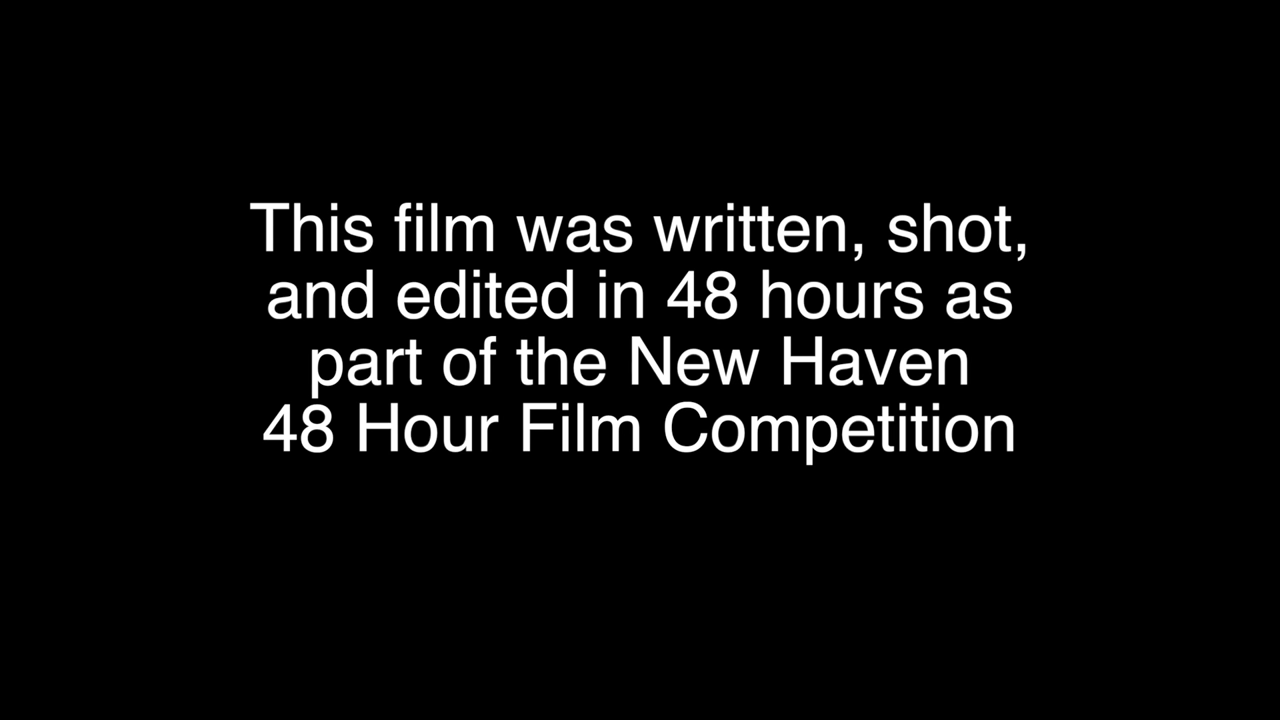 This film was written, shot,
and edited in 48 hours as
part of the New Haven
48 Hour Film Competition